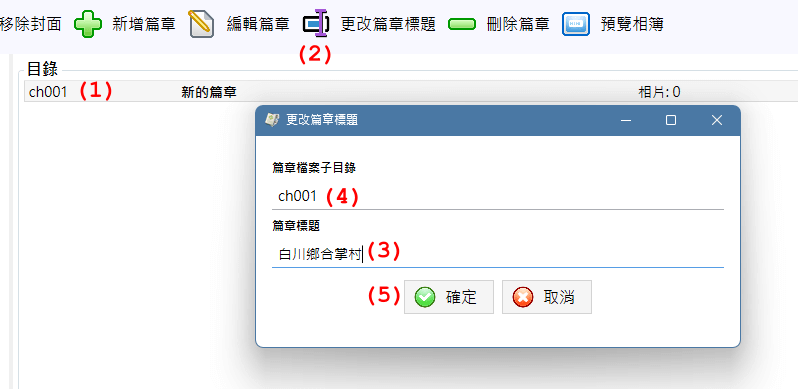 移除封面 新增篇章 編輯篇章 更改篇章標題 刪除篇章 預覽相簿
(2)
目錄
ch001 (1) 新的篇章 相片: 0
更改篇章標題
篇章檔案子目錄
ch001 (4)
篇章標題
白川鄉合掌村 (3)
(5) 確定 取消